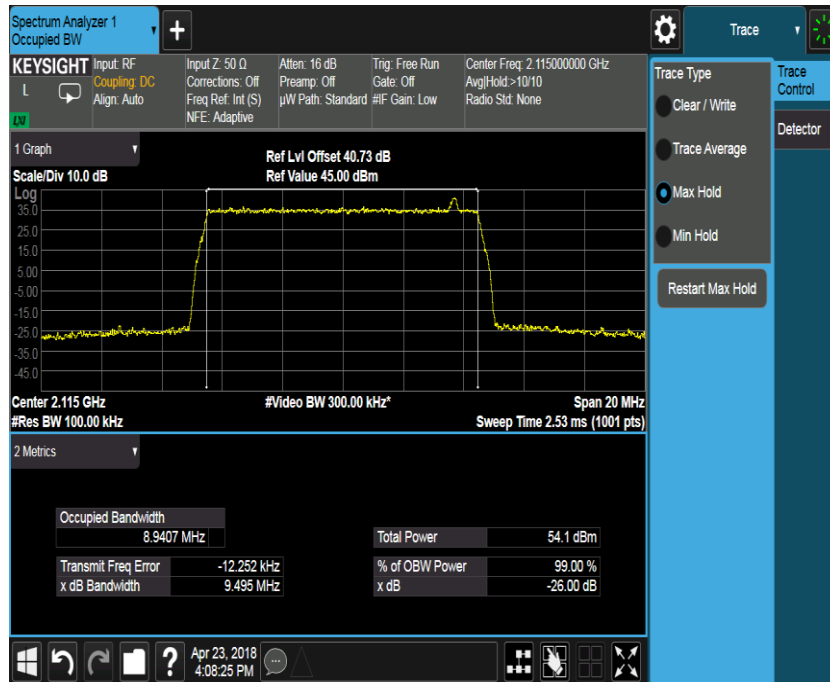 Spectrum Analyzer 1
Occupied BW
+
Trace
KEYSIGHT Input: RF Input Z: 50 Ω Atten: 16 dB Trig: Free Run Center Freq: 2.115000000 GHz
L Coupling: DC Corrections: Off Preamp: Off Gate: Off Avg|Hold:>10/10
Align: Auto Freq Ref: Int (S) µW Path: Standard #IF Gain: Low Radio Std: None
LXI NFE: Adaptive
Trace Type
Clear / Write
Trace Average
Max Hold
Min Hold
Restart Max Hold
Trace
Control
Detector
1 Graph
Ref Lvl Offset 40.73 dB
Scale/Div 10.0 dB Ref Value 45.00 dBm
Log
35.0
25.0
15.0
5.00
-5.00
-15.0
-25.0
-35.0
-45.0
Center 2.115 GHz #Video BW 300.00 kHz* Span 20 MHz
#Res BW 100.00 kHz Sweep Time 2.53 ms (1001 pts)
2 Metrics
Occupied Bandwidth
8.9407 MHz Total Power 54.1 dBm
Transmit Freq Error -12.252 kHz % of OBW Power 99.00 %
x dB Bandwidth 9.495 MHz x dB -26.00 dB
?
Apr 23, 2018
4:08:25 PM